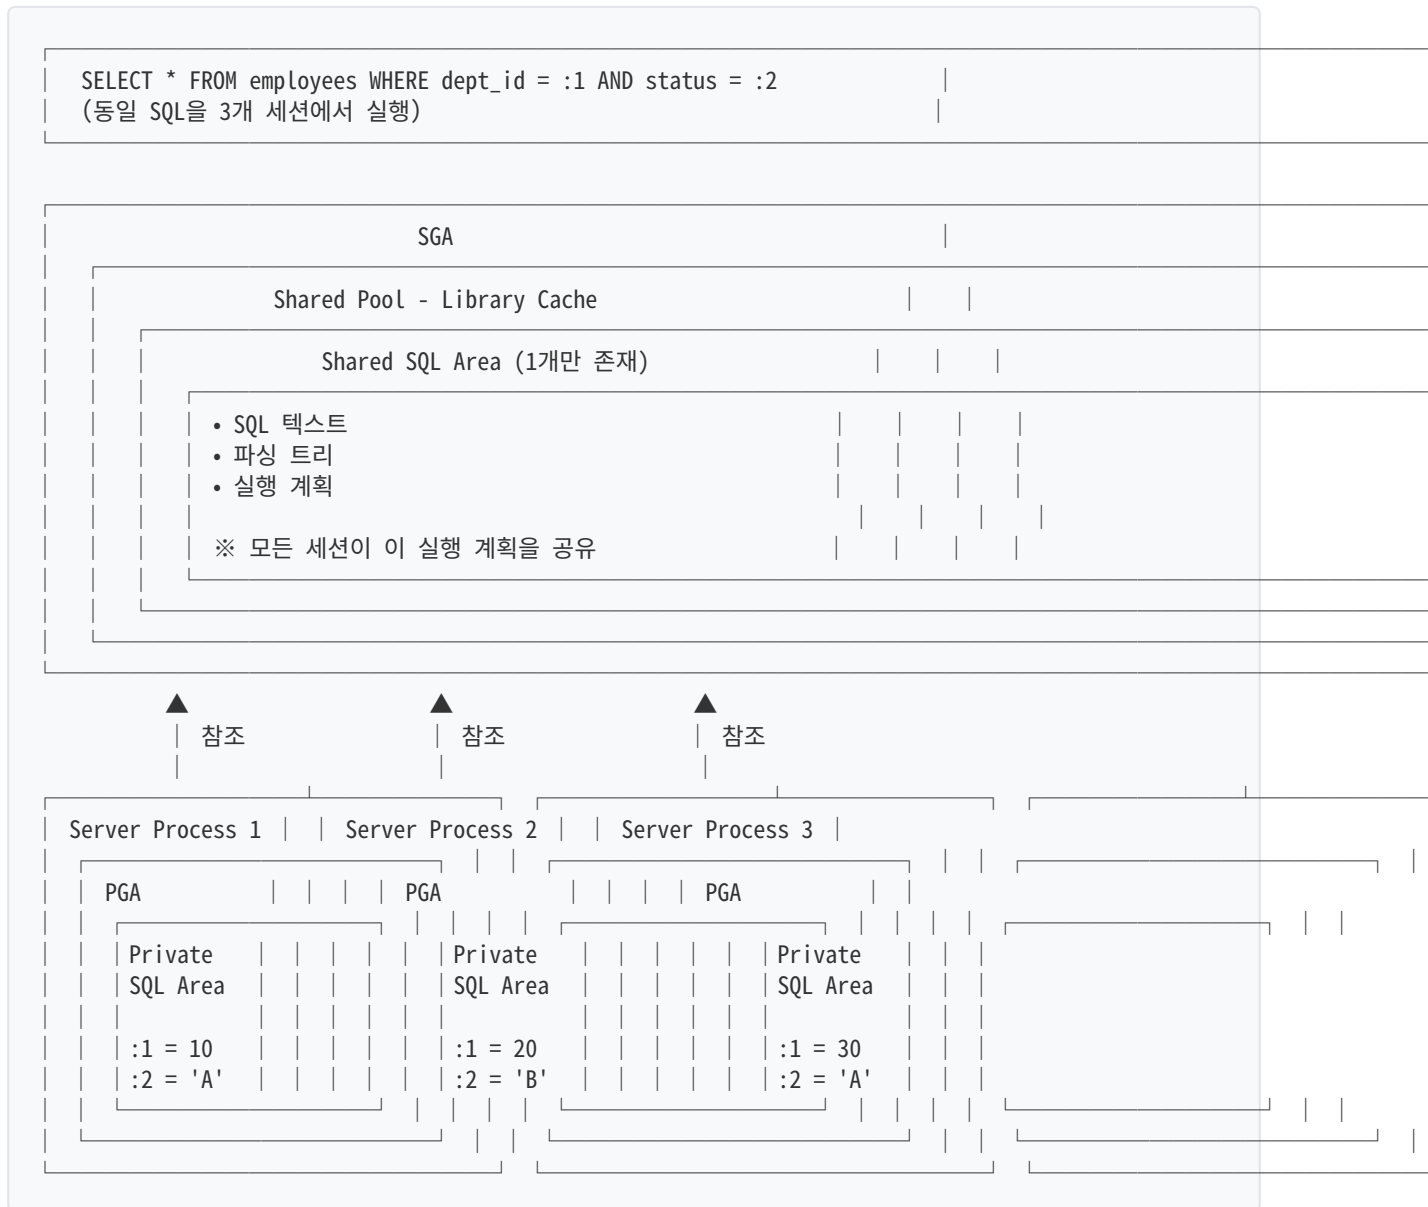 SELECT * FROM employees WHERE dept_id = :1 AND status = :2
(동일 SQL을 3개 세션에서 실행)
SGA
Shared Pool - Library Cache
Shared SQL Area (1개만 존재)
• SQL 텍스트
• 파싱 트리
• 실행 계획
※ 모든 세션이 이 실행 계획을 공유
▲ ▲ ▲
참조 참조 참조
Server Process 1 Server Process 2 Server Process 3
PGA PGA PGA
Private Private Private
SQL Area SQL Area SQL Area
:1 = 10 :1 = 20 :1 = 30
:2 = 'A' :2 = 'B' :2 = 'A'